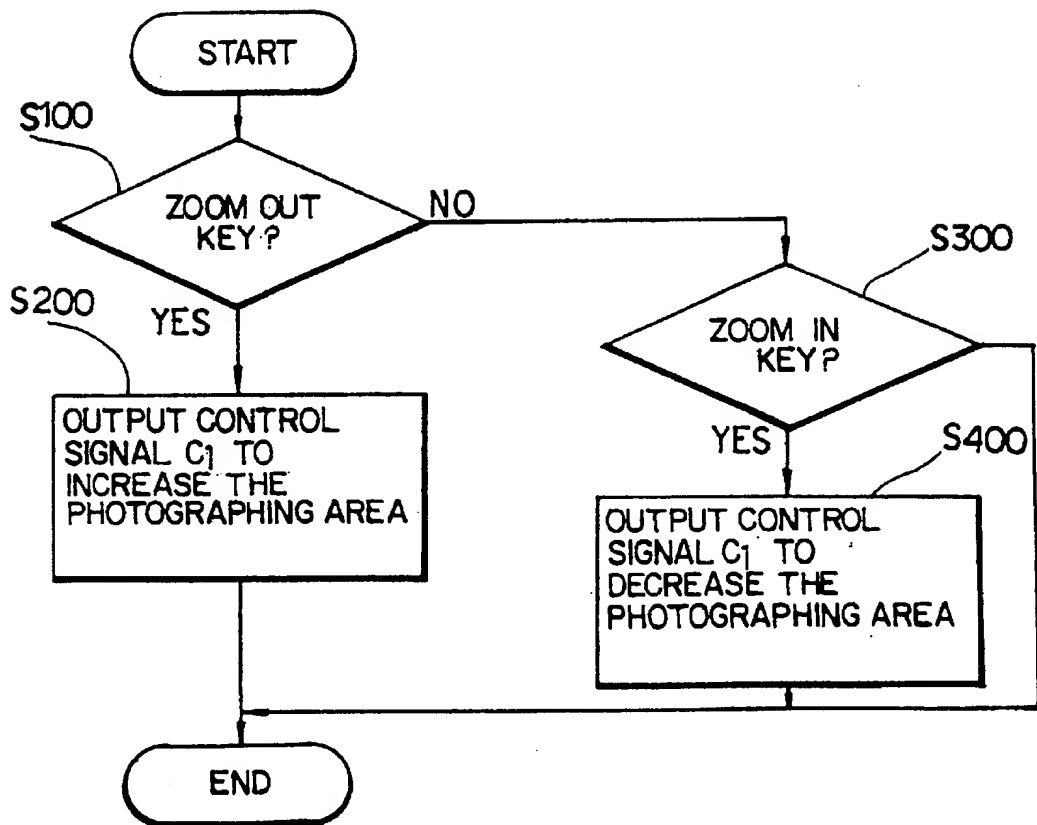 START
S100
ZOOM OUT
KEY?
NO
S300
S200
YES
ZOOM IN
KEY?
OUTPUT CONTROL
SIGNAL C1 TO
INCREASE THE
PHOTOGRAPHING AREA
YES
S400
OUTPUT CONTROL
SIGNAL C1 TO
DECREASE THE
PHOTOGRAPHING AREA
END